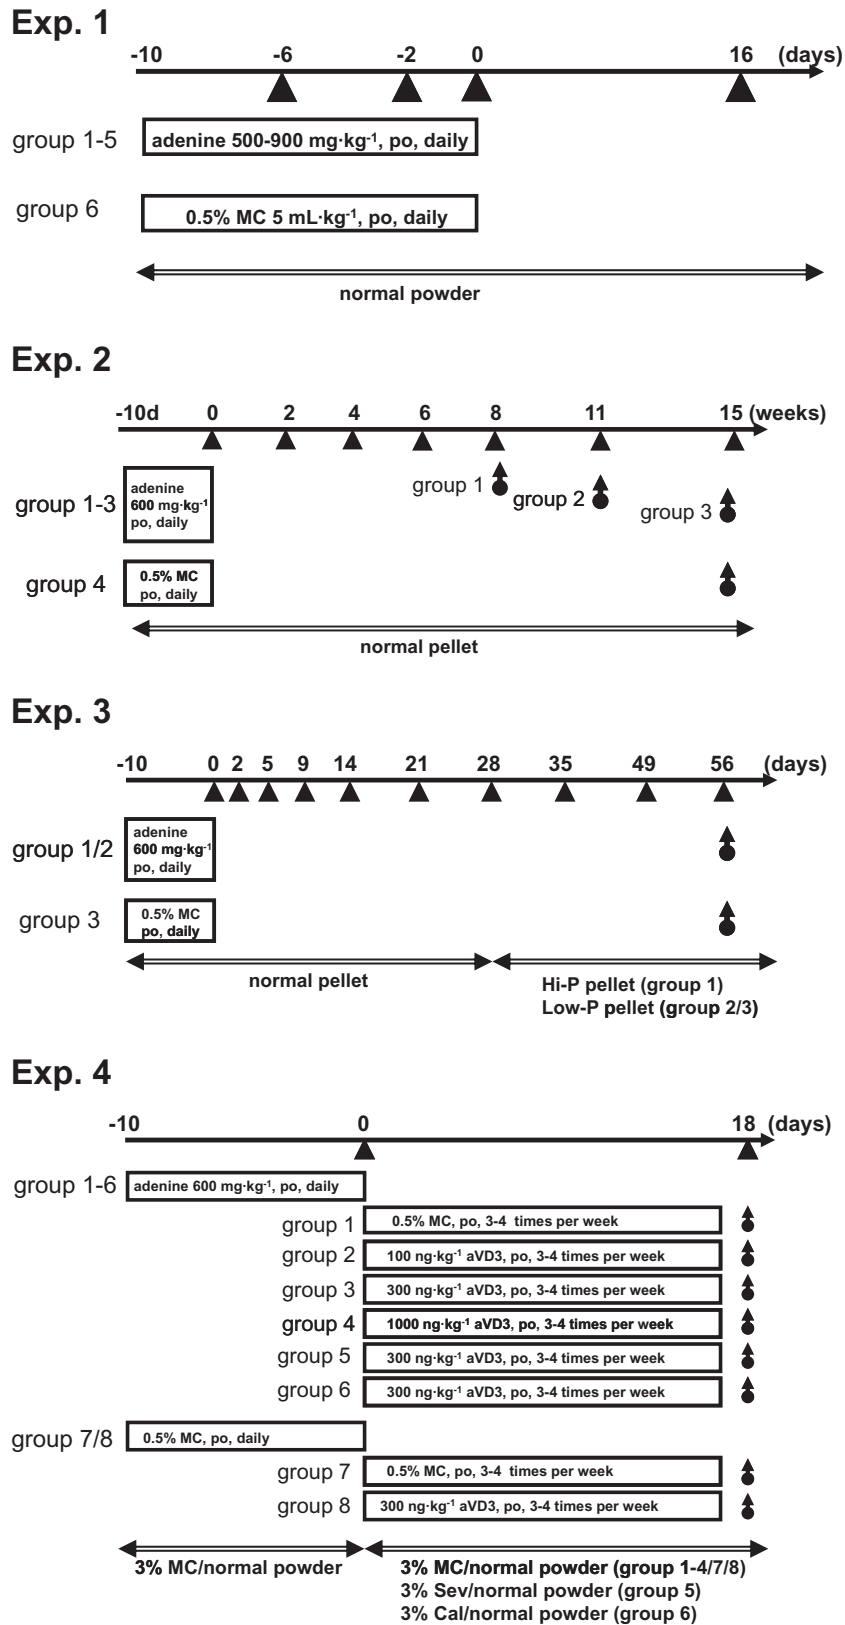 Exp. 1
-10 -6 -2 0 16 (days)
group 1-5 adenine 500-900 mg·kg⁻¹, po, daily
group 6 0.5% MC 5 mL·kg⁻¹, po, daily
normal powder
Exp. 2
-10d 0 2 4 6 8 11 15 (weeks)
group 1-3
adenine
600 mg·kg⁻¹
po, daily
group 1
group 2
group 3
group 4
0.5% MC
po, daily
normal pellet
Exp. 3
-10 0 2 5 9 14 21 28 35 49 56 (days)
group 1/2
adenine
600 mg·kg⁻¹
po, daily
group 3
0.5% MC
po, daily
normal pellet
Hi-P pellet (group 1)
Low-P pellet (group 2/3)
Exp. 4
-10 0 18 (days)
group 1-6 adenine 600 mg·kg⁻¹, po, daily
group 1 0.5% MC, po, 3-4 times per week
group 2 100 ng·kg⁻¹ aVD3, po, 3-4 times per week
group 3 300 ng·kg⁻¹ aVD3, po, 3-4 times per week
group 4 1000 ng·kg⁻¹ aVD3, po, 3-4 times per week
group 5 300 ng·kg⁻¹ aVD3, po, 3-4 times per week
group 6 300 ng·kg⁻¹ aVD3, po, 3-4 times per week
group 7/8 0.5% MC, po, daily
group 7 0.5% MC, po, 3-4 times per week
group 8 300 ng·kg⁻¹ aVD3, po, 3-4 times per week
3% MC/normal powder
3% MC/normal powder (group 1-4/7/8)
3% Sev/normal powder (group 5)
3% Cal/normal powder (group 6)